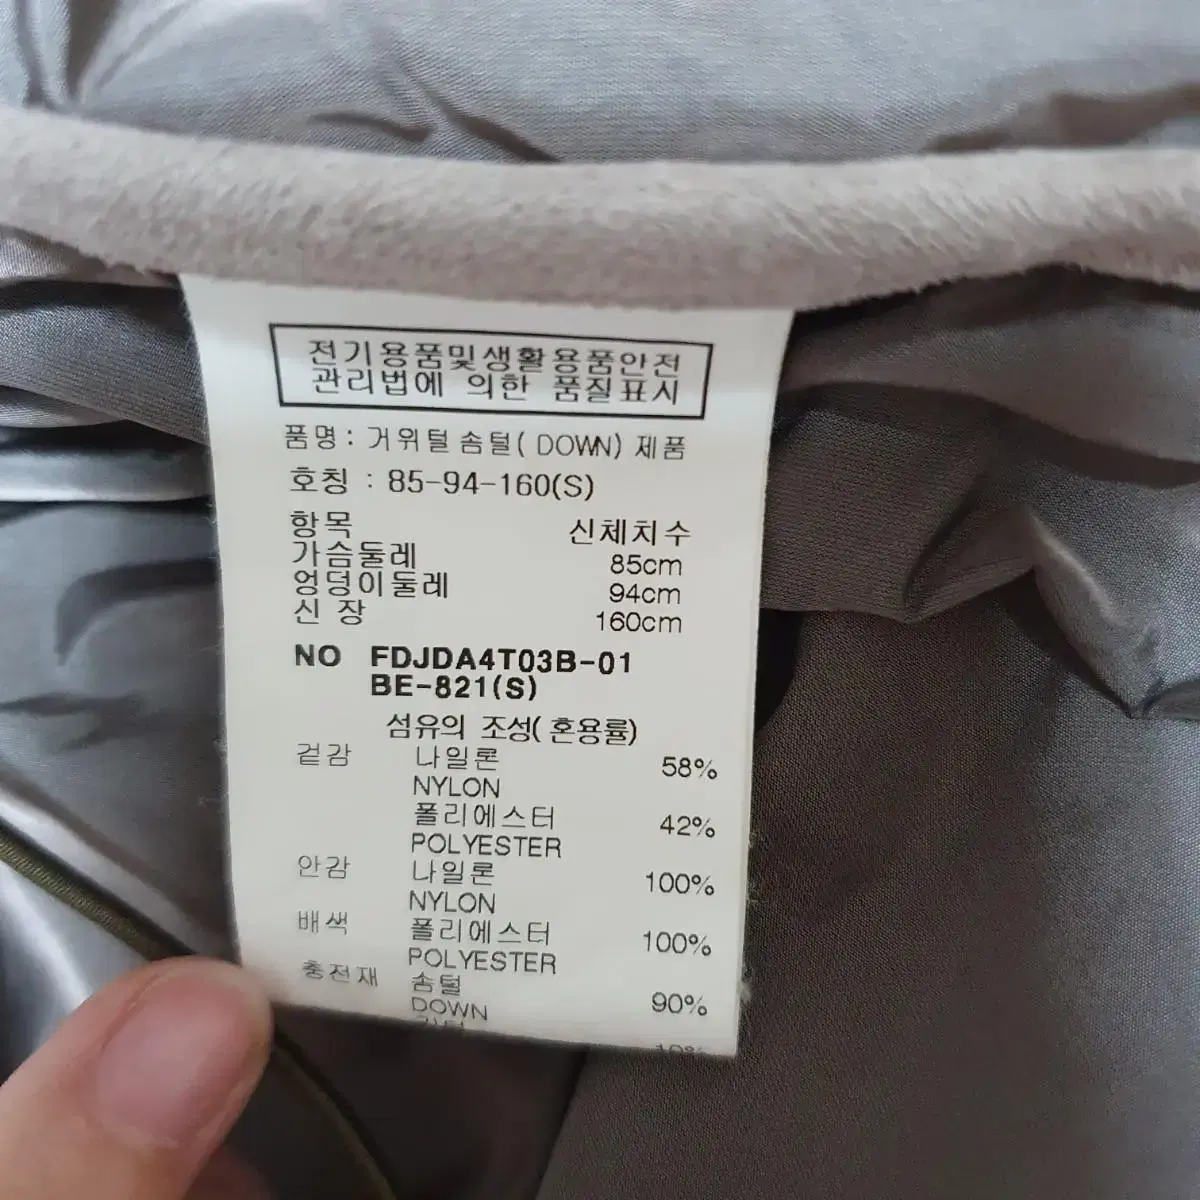 전기용품및생활용품안전
관리법에 의한 품질표시
품명: 거위털솜털( DOWN) 제품
호칭 : 85-94-160(S)
항목 신체치수
가슴둘레 85cm
엉덩이둘레 94cm
신 장 160cm
NO FDJDA4T03B-01
BE-821(S)
섬유의 조성( 혼용률)
겉감 나일론 58%
NYLON
폴리에스터 42%
POLYESTER
안감 나일론 100%
NYLON
배색 폴리에스터 100%
POLYESTER
충전재 솜털 90%
DOWN